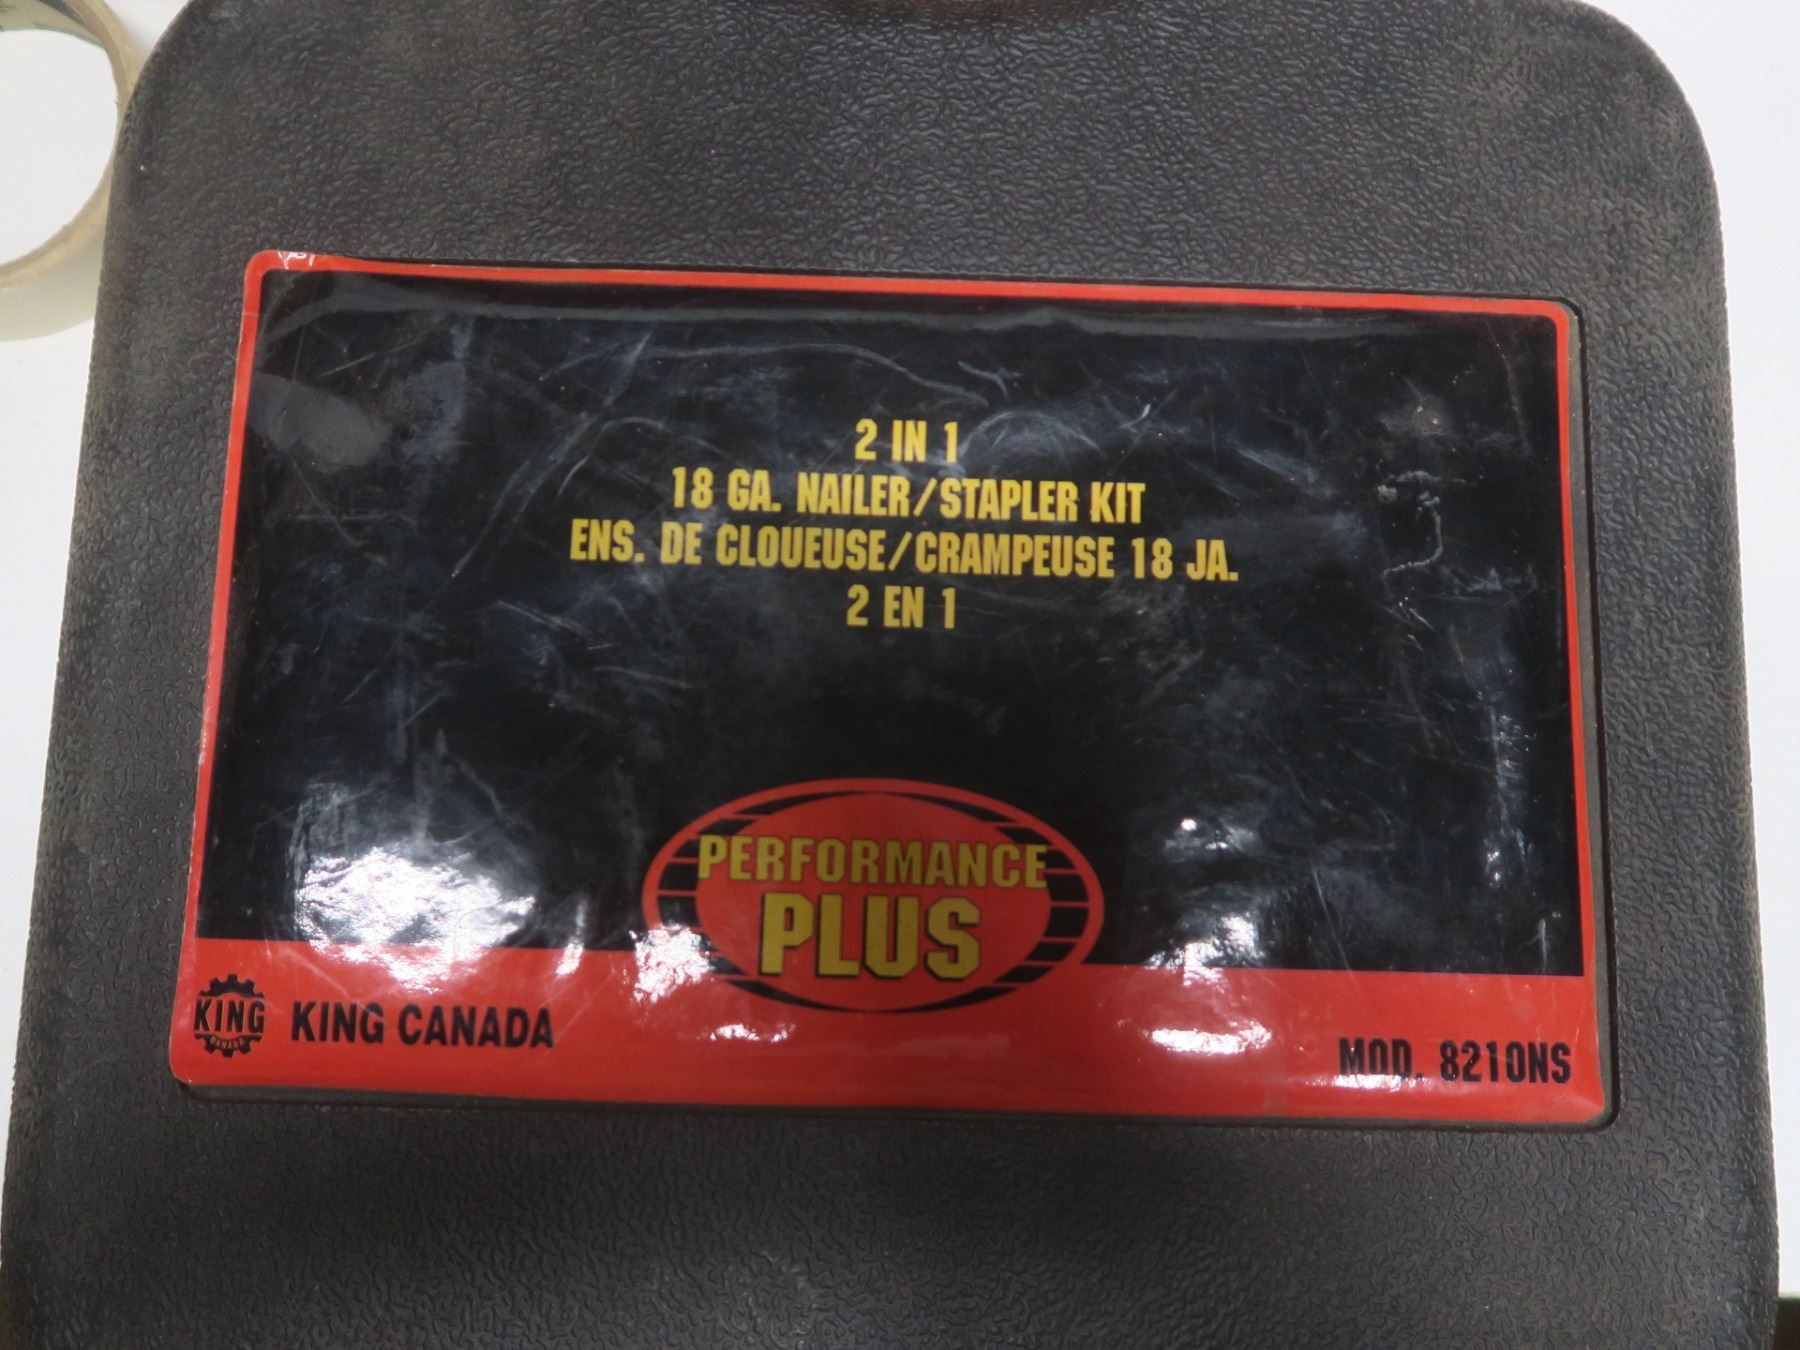 2 IN 1
18 GA. NAILER/STAPLER KIT
ENS. DE CLOUEUSE/CRAMPEUSE 18 JA.
2 EN 1
PERFORMANCE
PLUS
KING
CANADA
KING CANADA
MOD. 8210NS